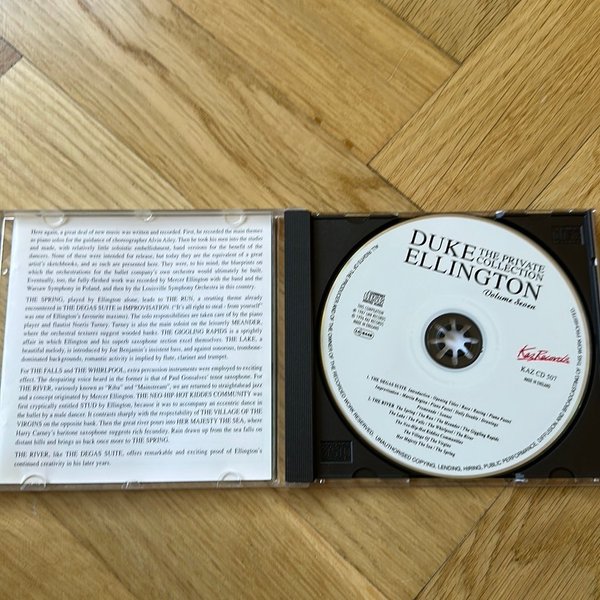 Here again, a great deal of new music was written and recorded. First, he recorded the main themes
as piano solos for the guidance of choreographer Alvin Ailey. Then he took his men into the studio
and made, with relatively little soloistic embellishment, band versions for the benefit of the
dancers. None of these were intended for release, but today they are the equivalent of a great
artist's sketchbooks, and as such are presented here. They were, to his mind, the blueprint on
which the orchestrations for the ballet company's own orchestra would ultimately be built.
Eventually, too, the fully-fleshed work was recorded by Mercer Ellington with the band and the
Warsaw Symphony in Poland, and then by the Louisville Symphony Orchestra in this country.
THE SPRING, played by Ellington alone, leads to THE RUN, a cresting theme already
encountered in THE DEGAS SUITE as IMPROVISATION. ("It's all right to steal - from yourself"
was one of Ellington's favourite maxims). The solo responsibilities are taken care of by piano
player and flautist Norris Turney. Turney is also the main soloist on the leisurely MEANDER,
where the orchestral textures suggest wooded banks. THE GIGGLING RAPIDS is a sprightly
affair in which Ellington and his superb saxophone section excel themselves. THE LAKE, a
beautiful melody, is introduced by Joe Benjamin's insistent bass, and against sonorous, trombone-
dominated backgrounds, romantic activity is implied by flute, clarinet and trumpet.
For THE FALLS and THE WHIRLPOOL, extra percussion instruments were employed to exciting
effect. The despairing voice heard in the former is that of Paul Gonsalves' tenor saxophone. For
THE RIVER, variously known as "Riba" and "Mainstream", we are returned to straightahead jazz
and a concept originated by Mercer Ellington. THE NEO-HIP-HOT KIDDIES COMMUNITY was
first cryptically entitled STUD by Ellington, because it was to accompany an eccentric dance in
the ballet by a male dancer. It contrasts sharply with the respectability of THE VILLAGE OF THE
VIRGINS on the opposite bank. Then the great river pours into HER MAJESTY THE SEA, where
Harry Carney's baritone saxophone suggests rich fecundity. Rain drawn up from the sea falls on
distant hills and brings us back once more to THE SPRING.
THE RIVER, like THE DEGAS SUITE, offers remarkable and exciting proof of Ellington's
continued creativity in his later years.
DUKE THE PRIVATE
COLLECTION
ELLINGTON
Volume Seven
Kaz Records
KAZ CD 507
MADE IN ENGLAND
1. THE DEGAS SUITE
2. THE RIVER
UNAUTHORISED COPYING, LENDING, HIRING, PUBLIC PERFORMANCE, DIFFUSION AND BROADCASTING